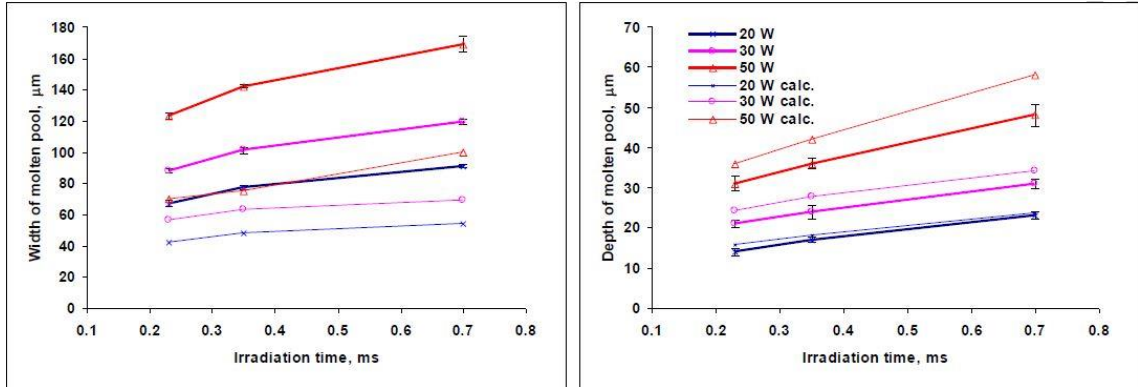 180
160
140
120
100
80
60
40
20
0
Width of molten pool, μm
0.1 0.2 0.3 0.4 0.5 0.6 0.7 0.8
Irradiation time, ms
70
60
50
40
30
20
10
0
Depth of molten pool, μm
20 W
30 W
50 W
20 W calc.
30 W calc.
50 W calc.
0.1 0.2 0.3 0.4 0.5 0.6 0.7 0.8
Irradiation time, ms